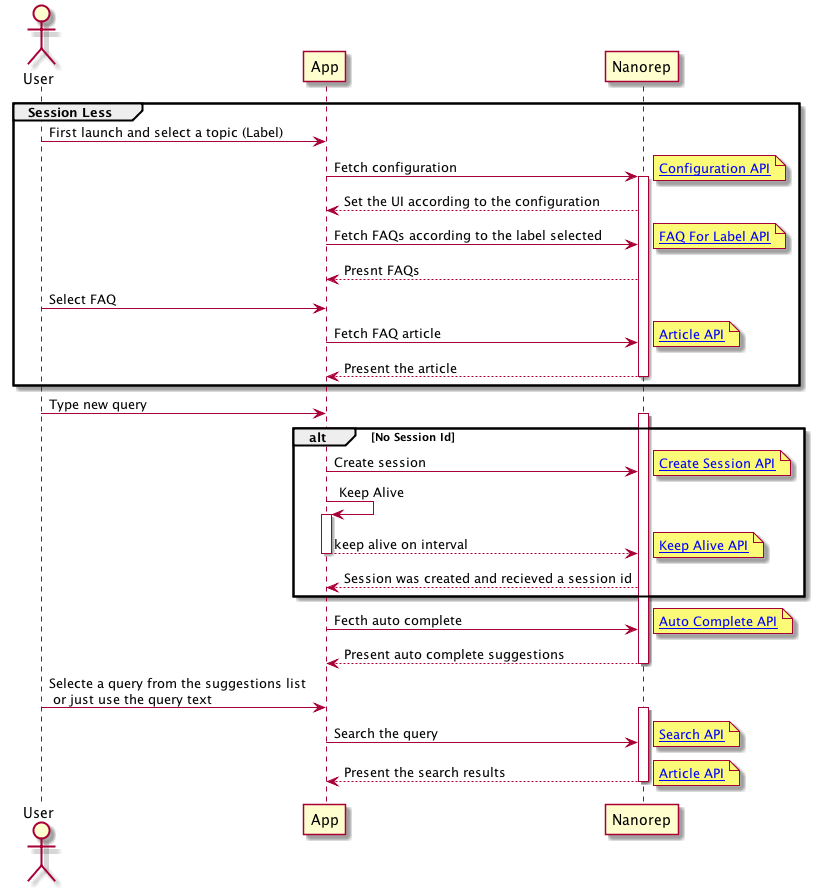 User
App
Nanorep
Session Less
First launch and select a topic (Label)
Fetch configuration
Configuration API
Set the UI according to the configuration
Fetch FAQs according to the label selected
FAQ For Label API
Presnt FAQs
Select FAQ
Fetch FAQ article
Article API
Present the article
Type new query
alt
[No Session Id]
Create session
Create Session API
Keep Alive
keep alive on interval
Keep Alive API
Session was created and recieved a session id
Fecth auto complete
Auto Complete API
Present auto complete suggestions
Selecte a query from the suggestions list
or just use the query text
Search the query
Search API
Present the search results
Article API
User
App
Nanorep